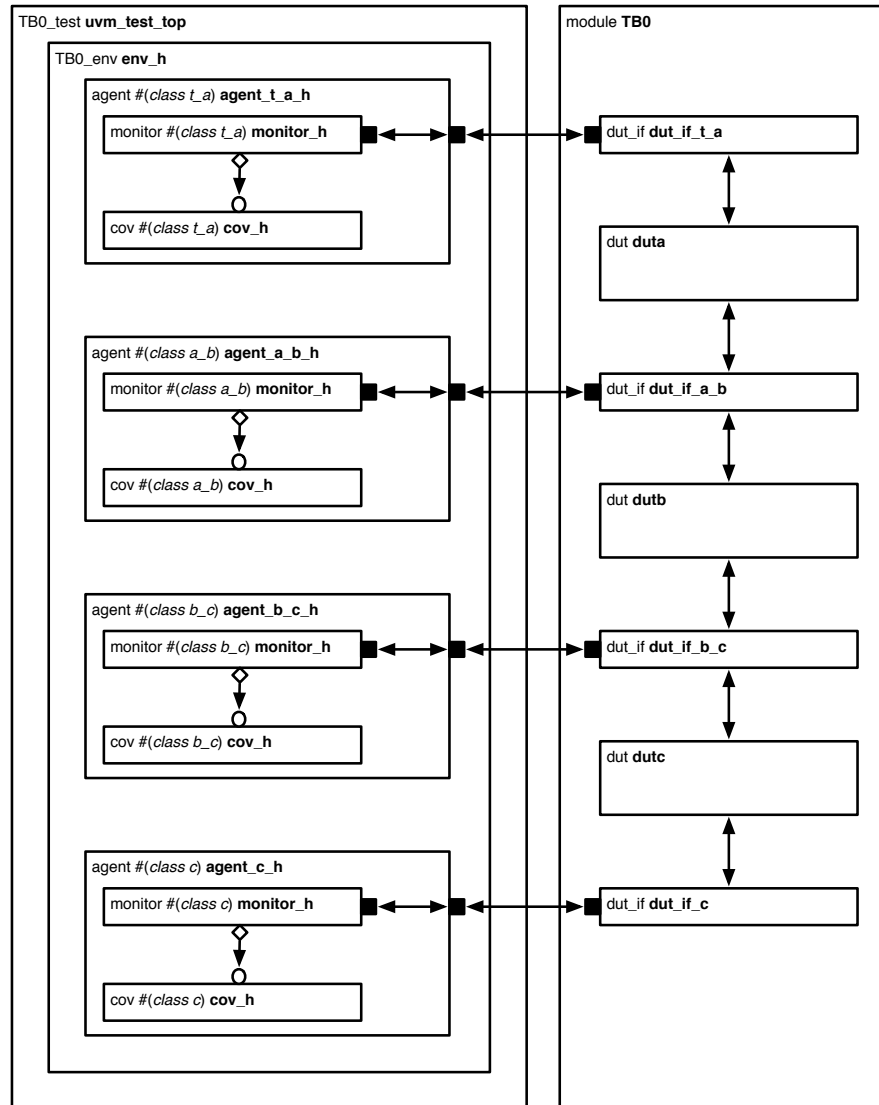 TB0_test uvm_test_top
TB0_env env_h
agent #(class t_a) agent_t_a_h
monitor #(class t_a) monitor_h
cov #(class t_a) cov_h
agent #(class a_b) agent_a_b_h
monitor #(class a_b) monitor_h
cov #(class a_b) cov_h
agent #(class b_c) agent_b_c_h
monitor #(class b_c) monitor_h
cov #(class b_c) cov_h
agent #(class c) agent_c_h
monitor #(class c) monitor_h
cov #(class c) cov_h
module TB0
dut_if dut_if_t_a
dut duta
dut_if dut_if_a_b
dut dutb
dut_if dut_if_b_c
dut dutc
dut_if dut_if_c